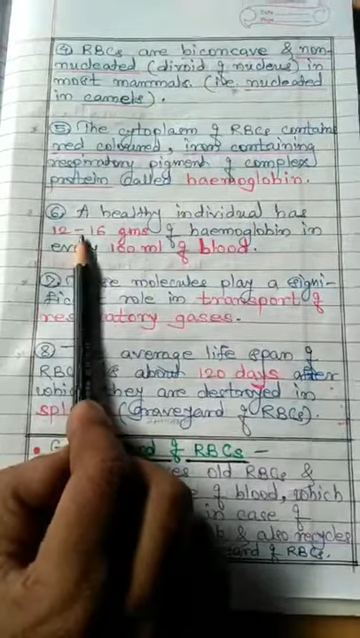 ④ RBCs are biconcave & non-
nucleated (divoid of nucleus) in
most mammals. (i.e. nucleated
in camels).
⑤ The cytoplasm of RBCs contains
red coloured, iron containing
respiratory pigment of complex
protein called haemoglobin.
⑥ A healthy individual has
12-16 gms of haemoglobin in
every 100 ml of blood.
molecules play a signi-
role in transport of
gases.
⑧ average life span of
about 120 days after
which they are destroyed in
(graveyard of RBCs).
of RBCs -
old RBCs &
of blood, which
in case of
& also recycles
of RBCs.